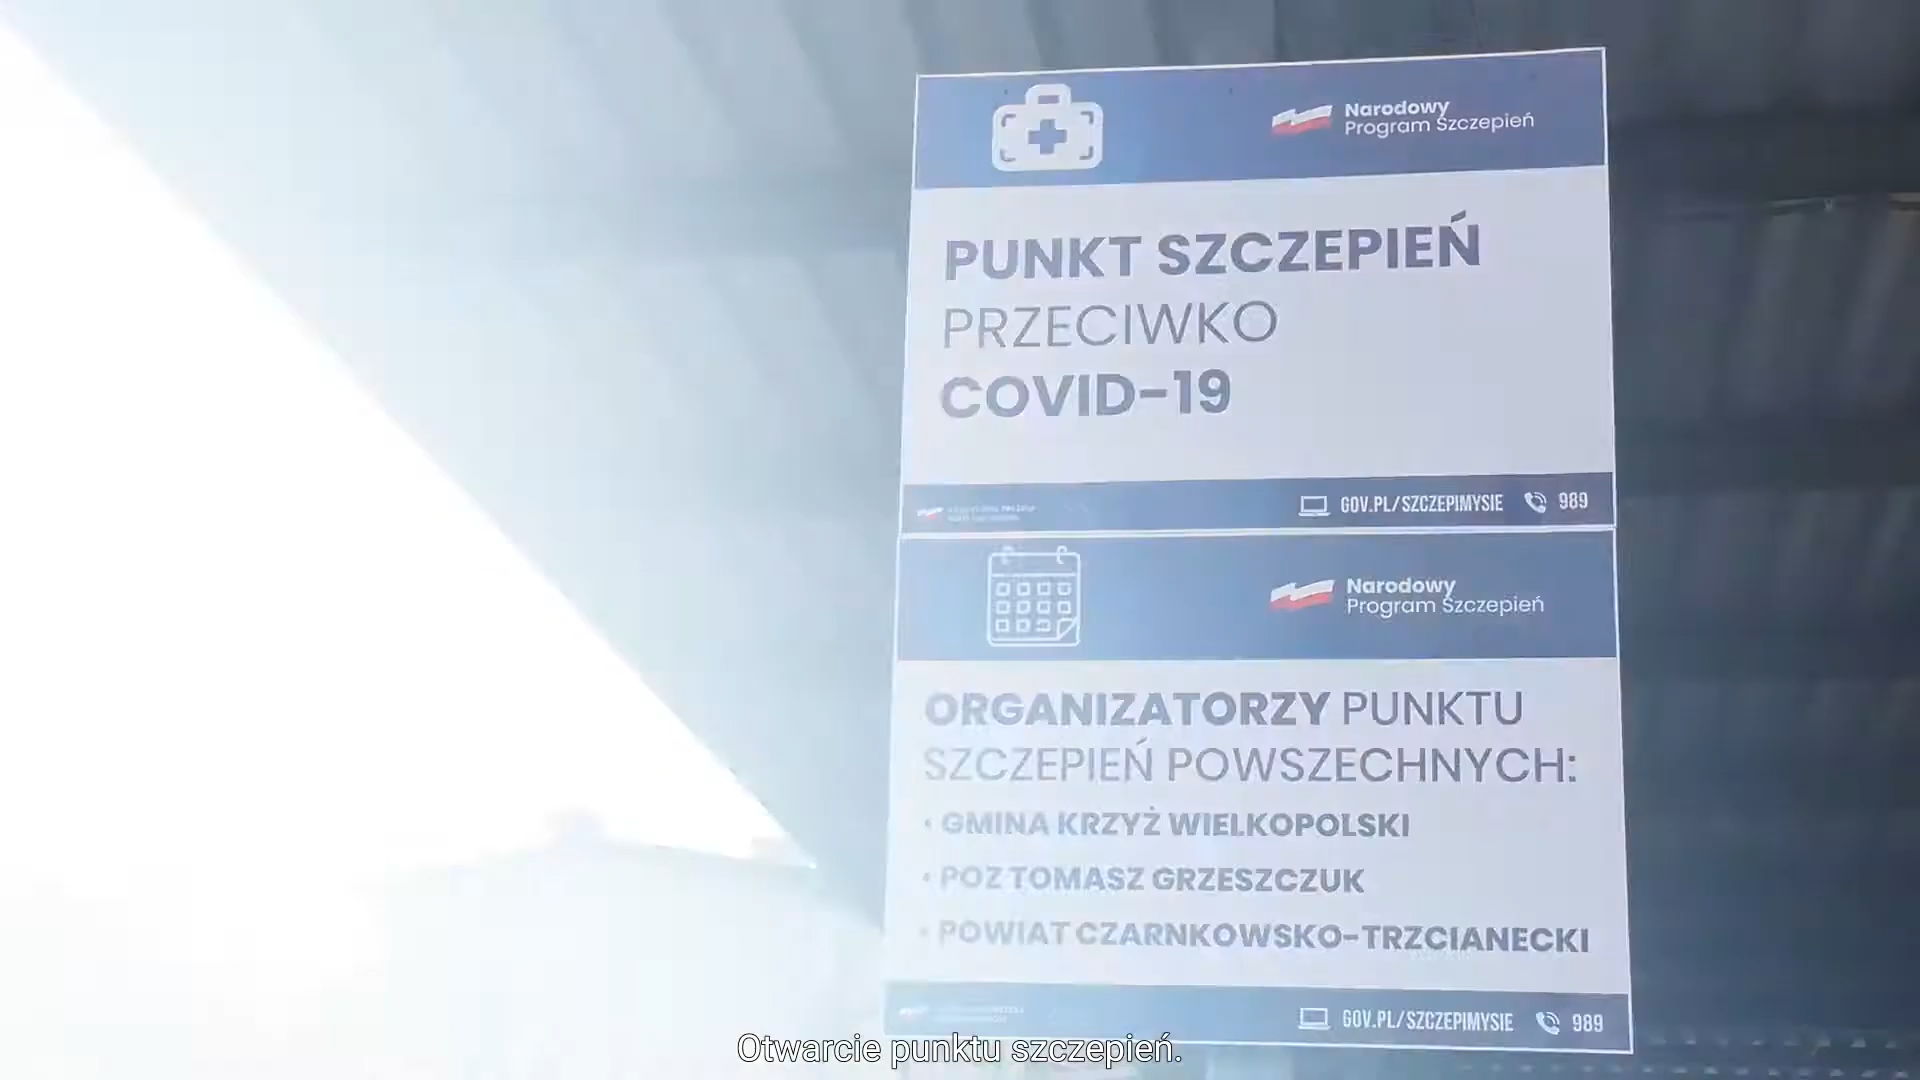 Narodowy
Program Szczepień
PUNKT SZCZEPIEŃ
PRZECIWKO
COVID-19
GOV.PL/SZCZEPIMYSIE 989
Narodowy
Program Szczepień
ORGANIZATORZY PUNKTU
SZCZEPIEŃ POWSZECHNYCH:
• GMINA KRZYŻ WIELKOPOLSKI
• POZ TOMASZ GRZESZCZUK
• POWIAT CZARNKOWSKO-TRZCIANECKI
GOV.PL/SZCZEPIMYSIE 989
Otwarcie punktu szczepień.